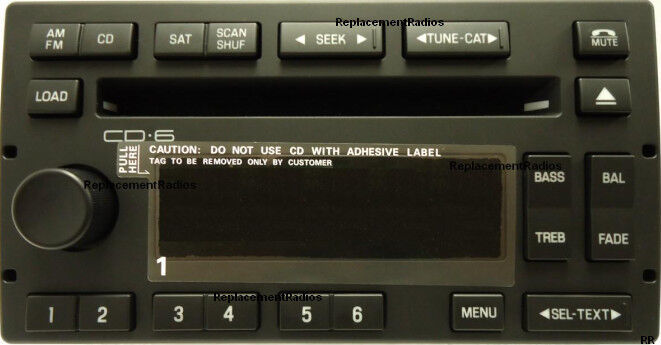 ReplacementRadios
AM
FM
CD
SAT
SCAN
SHUF
◀ SEEK ▶
◀TUNE-CAT▶
MUTE
LOAD
CD·6
PULL
HERE
CAUTION: DO NOT USE CD WITH ADHESIVE LABEL
TAG TO BE REMOVED ONLY BY CUSTOMER
ReplacementRadios
ReplacementRadios
BASS
BAL
TREB
FADE
1
ReplacementRadios
1
2
3
4
5
6
MENU
◀SEL-TEXT▶
RR